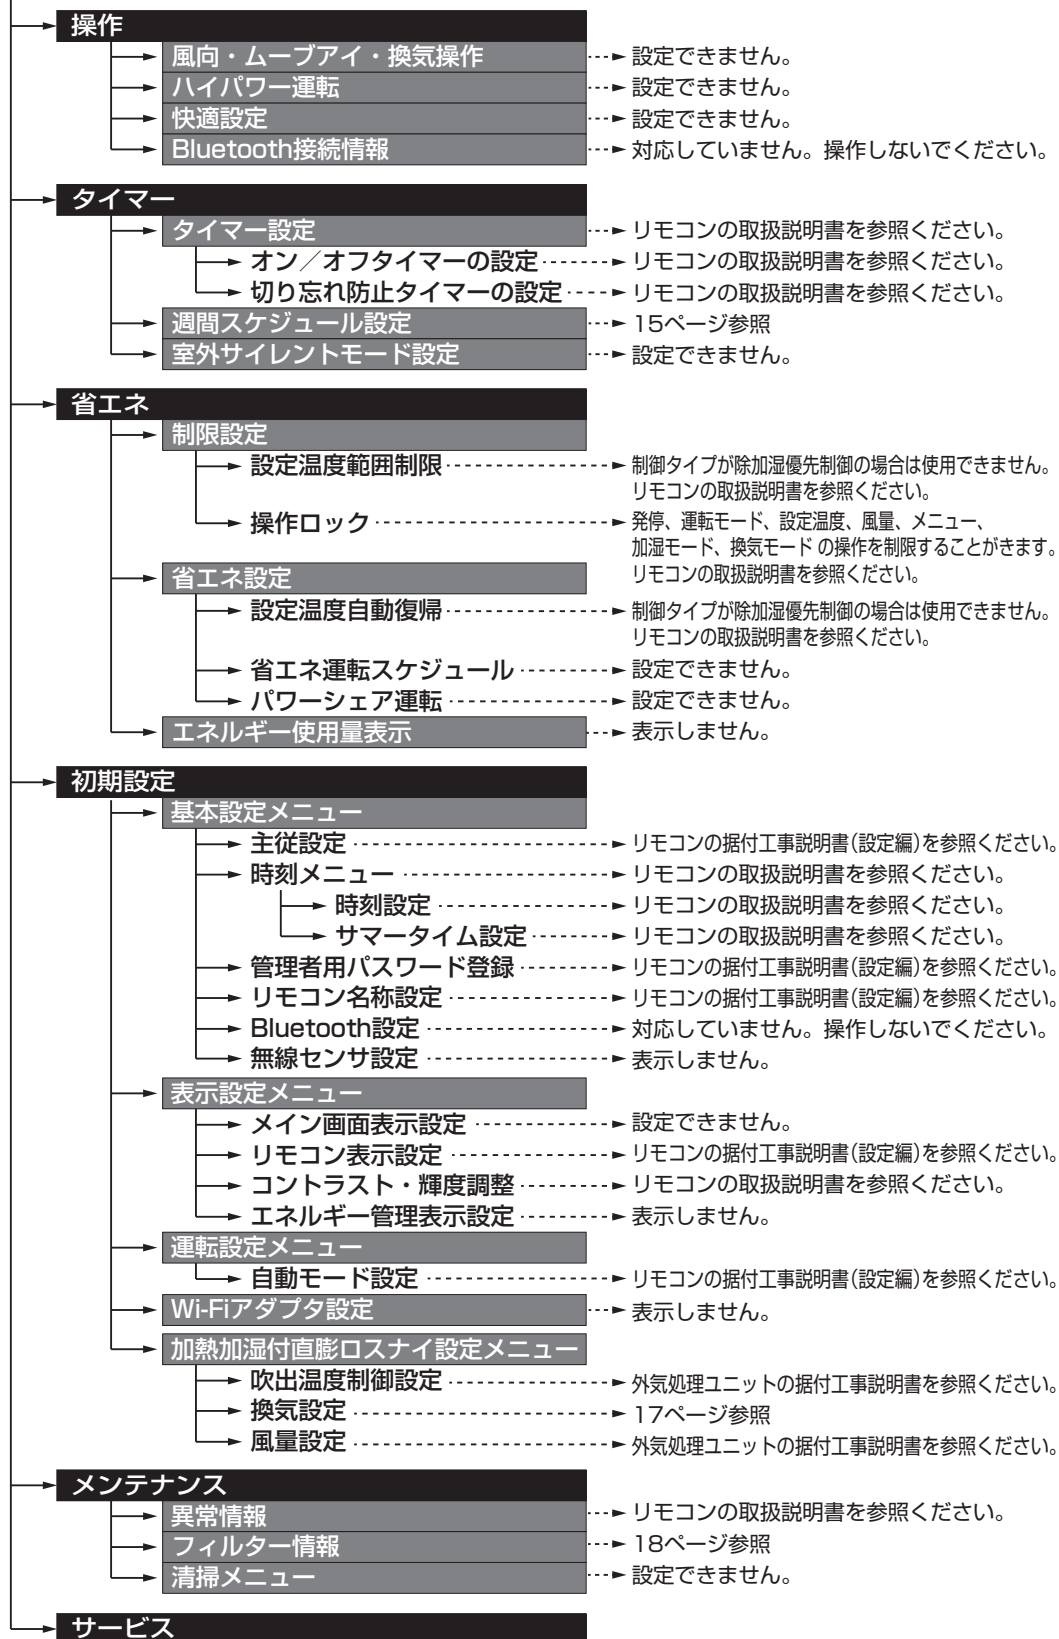 操作
風向・ムーブアイ・換気操作 設定できません。
ハイパワー運転 設定できません。
快適設定 設定できません。
Bluetooth接続情報 対応していません。操作しないでください。
タイマー
タイマー設定 リモコンの取扱説明書を参照ください。
オン／オフタイマーの設定 リモコンの取扱説明書を参照ください。
切り忘れ防止タイマーの設定 リモコンの取扱説明書を参照ください。
週間スケジュール設定 15ページ参照
室外サイレントモード設定 設定できません。
省エネ
制限設定
設定温度範囲制限 制御タイプが除加湿優先制御の場合は使用できません。
リモコンの取扱説明書を参照ください。
操作ロック 発停、運転モード、設定温度、風量、メニュー、
加湿モード、換気モード の操作を制限することがきます。
リモコンの取扱説明書を参照ください。
省エネ設定
設定温度自動復帰 制御タイプが除加湿優先制御の場合は使用できません。
リモコンの取扱説明書を参照ください。
省エネ運転スケジュール 設定できません。
パワーシェア運転 設定できません。
エネルギー使用量表示 表示しません。
初期設定
基本設定メニュー
主従設定 リモコンの据付工事説明書(設定編)を参照ください。
時刻メニュー リモコンの取扱説明書を参照ください。
時刻設定 リモコンの取扱説明書を参照ください。
サマータイム設定 リモコンの取扱説明書を参照ください。
管理者用パスワード登録 リモコンの据付工事説明書(設定編)を参照ください。
リモコン名称設定 リモコンの据付工事説明書(設定編)を参照ください。
Bluetooth設定 対応していません。操作しないでください。
無線センサ設定 表示しません。
表示設定メニュー
メイン画面表示設定 設定できません。
リモコン表示設定 リモコンの据付工事説明書(設定編)を参照ください。
コントラスト・輝度調整 リモコンの取扱説明書を参照ください。
エネルギー管理表示設定 表示しません。
運転設定メニュー
自動モード設定 リモコンの据付工事説明書(設定編)を参照ください。
Wi-Fiアダプタ設定 表示しません。
加熱加湿付直膨ロスナイ設定メニュー
吹出温度制御設定 外気処理ユニットの据付工事説明書を参照ください。
換気設定 17ページ参照
風量設定 外気処理ユニットの据付工事説明書を参照ください。
メンテナンス
異常情報 リモコンの取扱説明書を参照ください。
フィルター情報 18ページ参照
清掃メニュー 設定できません。
サービス